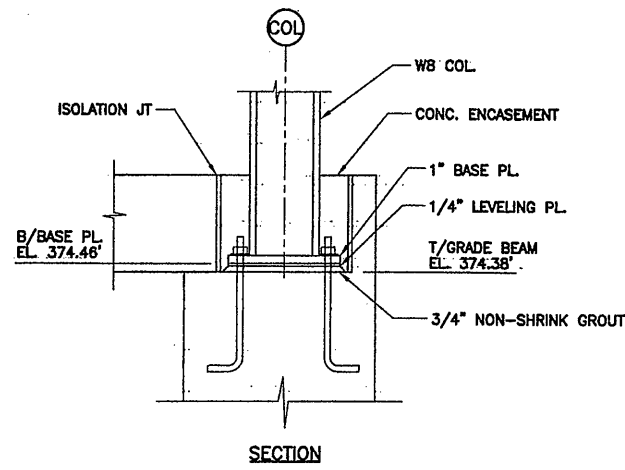 COL
W8 COL.
ISOLATION JT
CONC. ENCASEMENT
1" BASE PL.
1/4" LEVELING PL.
B/BASE PL.
EL. 374.46'
T/GRADE BEAM
EL. 374.38'
3/4" NON-SHRINK GROUT
SECTION